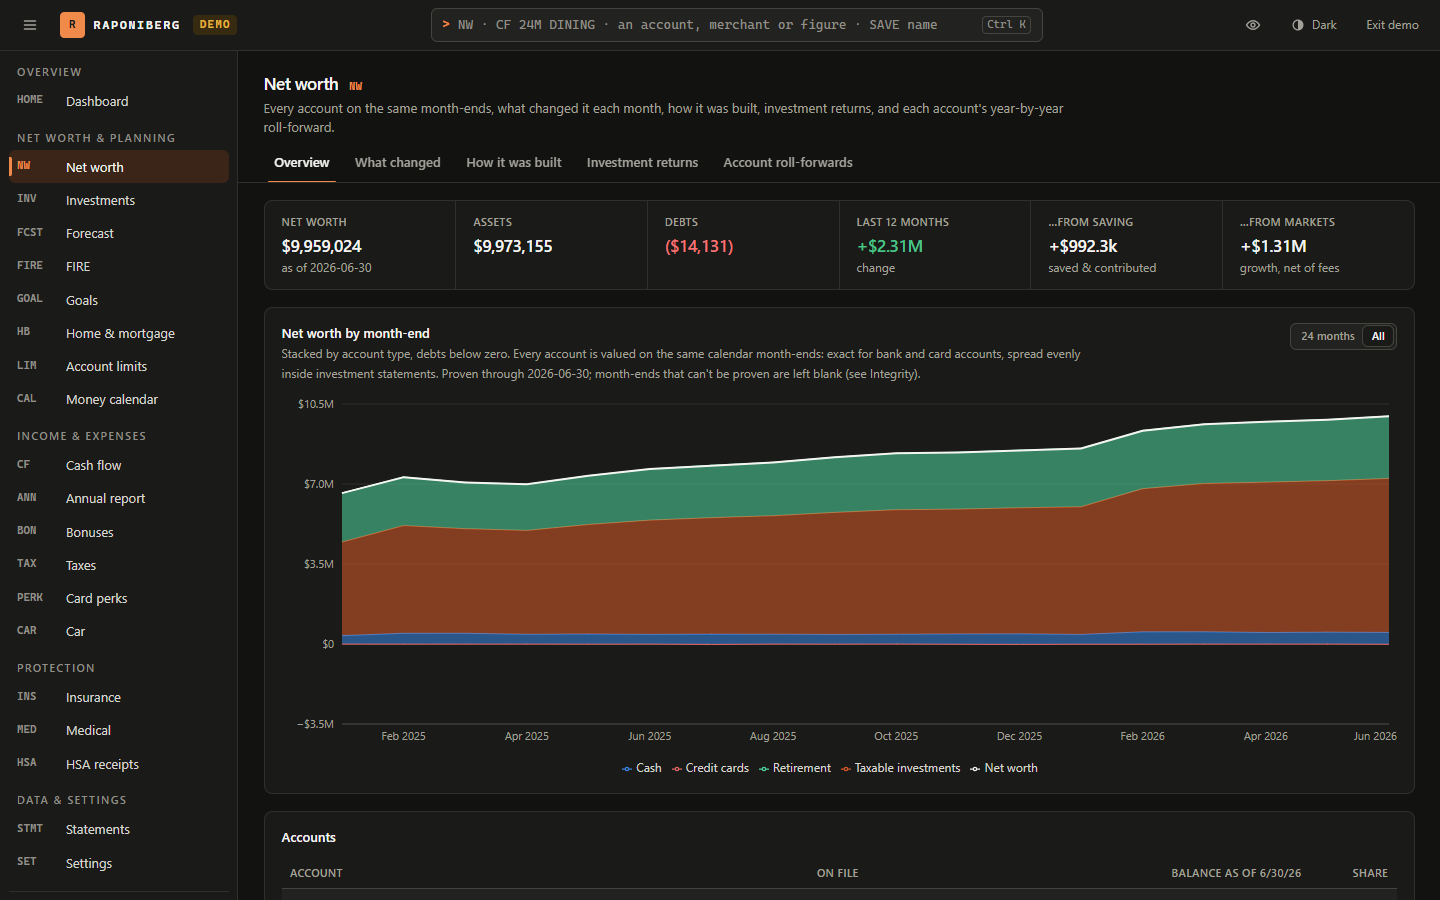 R RAPONIBERG DEMO
> NW · CF 24M DINING · an account, merchant or figure · SAVE name Ctrl K
Dark
Exit demo
OVERVIEW
HOME Dashboard
NET WORTH & PLANNING
NW Net worth
INV Investments
FCST Forecast
FIRE FIRE
GOAL Goals
HB Home & mortgage
LIM Account limits
CAL Money calendar
INCOME & EXPENSES
CF Cash flow
ANN Annual report
BON Bonuses
TAX Taxes
PERK Card perks
CAR Car
PROTECTION
INS Insurance
MED Medical
HSA HSA receipts
DATA & SETTINGS
STMT Statements
SET Settings
Net worth NW
Every account on the same month-ends, what changed it each month, how it was built, investment returns, and each account's year-by-year
roll-forward.
Overview What changed How it was built Investment returns Account roll-forwards
NET WORTH
$9,959,024
as of 2026-06-30
ASSETS
$9,973,155
DEBTS
($14,131)
LAST 12 MONTHS
+$2.31M
change
...FROM SAVING
+$992.3k
saved & contributed
...FROM MARKETS
+$1.31M
growth, net of fees
Net worth by month-end
24 months All
Stacked by account type, debts below zero. Every account is valued on the same calendar month-ends: exact for bank and card accounts, spread evenly
inside investment statements. Proven through 2026-06-30; month-ends that can't be proven are left blank (see Integrity).
$10.5M
$7.0M
$3.5M
$0
−$3.5M
Feb 2025 Apr 2025 Jun 2025 Aug 2025 Oct 2025 Dec 2025 Feb 2026 Apr 2026 Jun 2026
Cash Credit cards Retirement Taxable investments Net worth
Accounts
ACCOUNT ON FILE BALANCE AS OF 6/30/26 SHARE